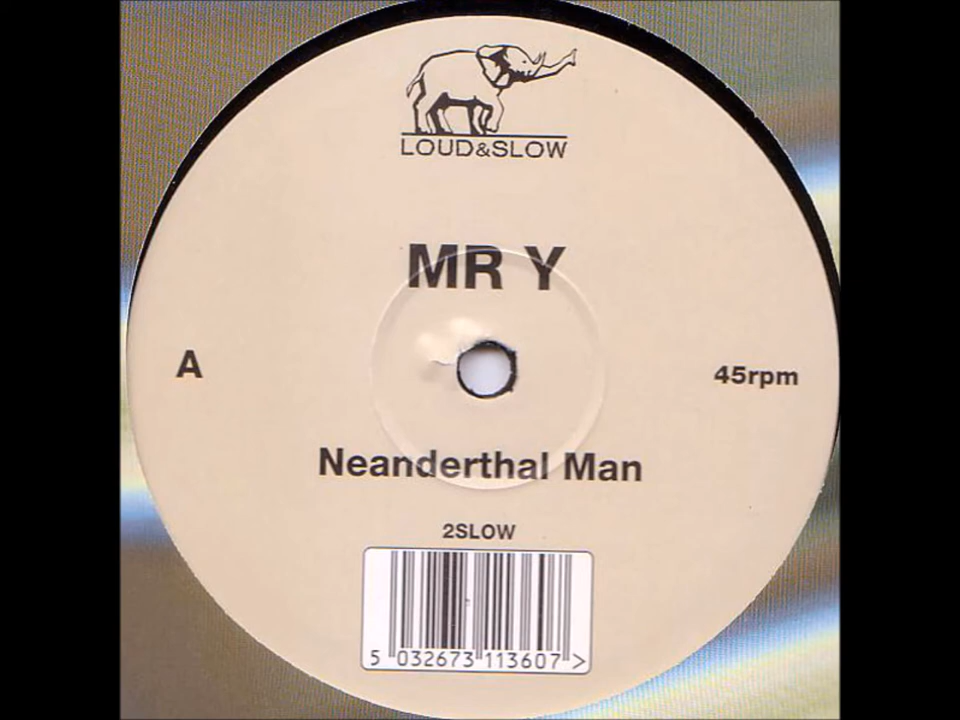 LOUD&SLOW
MR Y
A
45rpm
Neanderthal Man
2SLOW
5 032673 113607 >